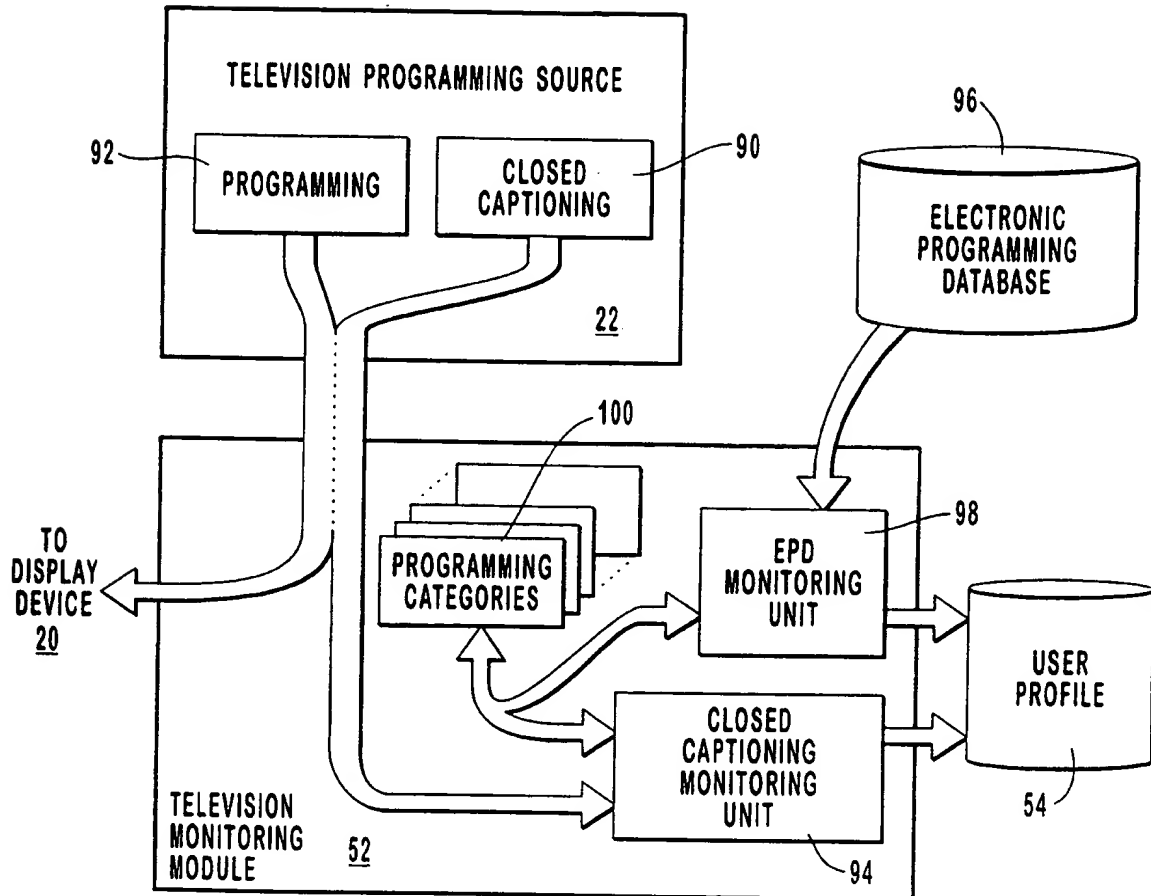 TELEVISION PROGRAMMING SOURCE
92
PROGRAMMING
90
CLOSED
CAPTIONING
22
96
ELECTRONIC
PROGRAMMING
DATABASE
100
PROGRAMMING
CATEGORIES
98
EPD
MONITORING
UNIT
TO
DISPLAY
DEVICE
20
USER
PROFILE
54
CLOSED
CAPTIONING
MONITORING
UNIT
94
TELEVISION
MONITORING
MODULE
52